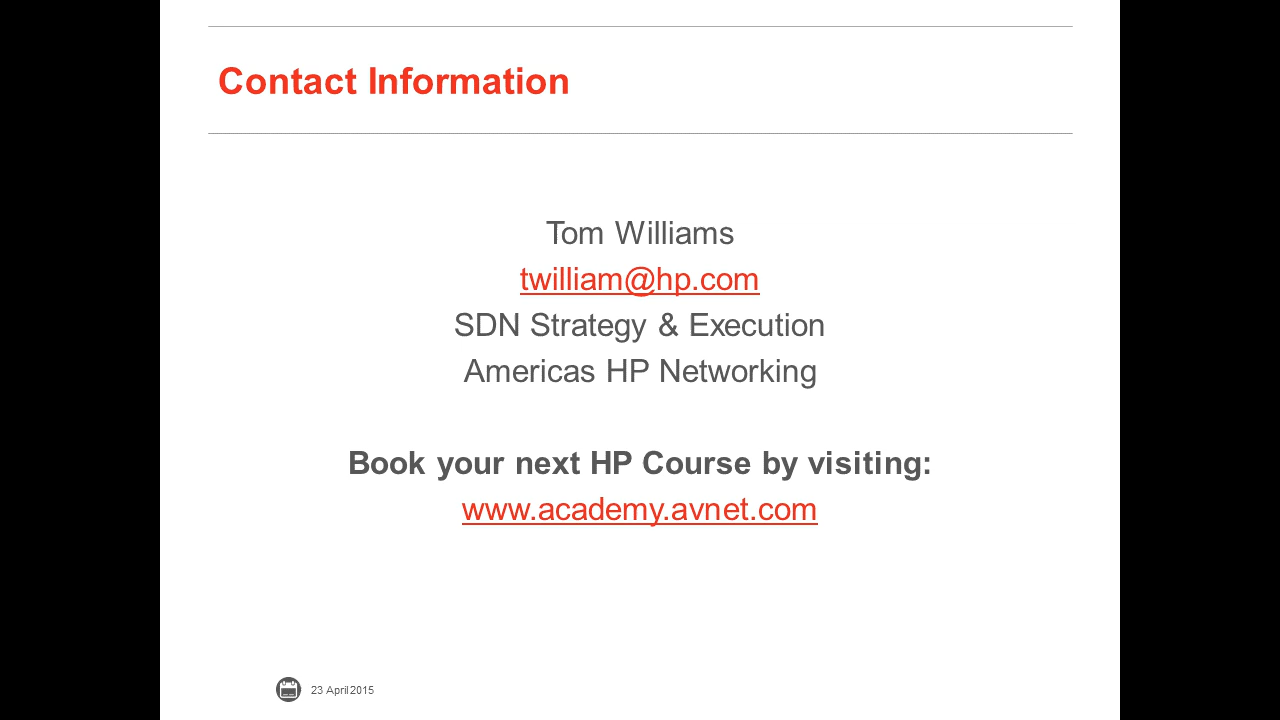 Contact Information
Tom Williams
twilliam@hp.com
SDN Strategy & Execution
Americas HP Networking
Book your next HP Course by visiting:
www.academy.avnet.com
23 April 2015